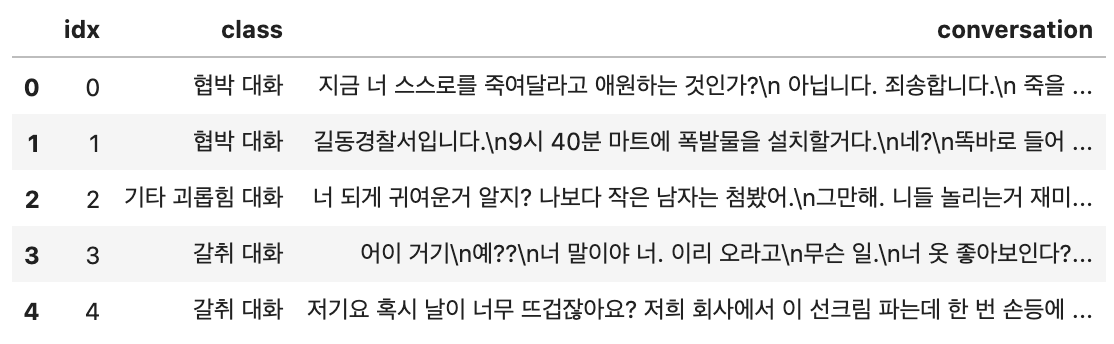 idx class conversation
0 0 협박 대화 지금 너 스스로를 죽여달라고 애원하는 것인가?\n 아닙니다. 죄송합니다.\n 죽을 ...
1 1 협박 대화 길동경찰서입니다.\n9시 40분 마트에 폭발물을 설치할거다.\n네?\n똑바로 들어 ...
2 2 기타 괴롭힘 대화 너 되게 귀여운거 알지? 나보다 작은 남자는 첨봤어.\n그만해. 니들 놀리는거 재미...
3 3 갈취 대화 어이 거기\n예??\n너 말이야 너. 이리 오라고\n무슨 일.\n너 옷 좋아보인다?...
4 4 갈취 대화 저기요 혹시 날이 너무 뜨겁잖아요? 저희 회사에서 이 선크림 파는데 한 번 손등에 ...